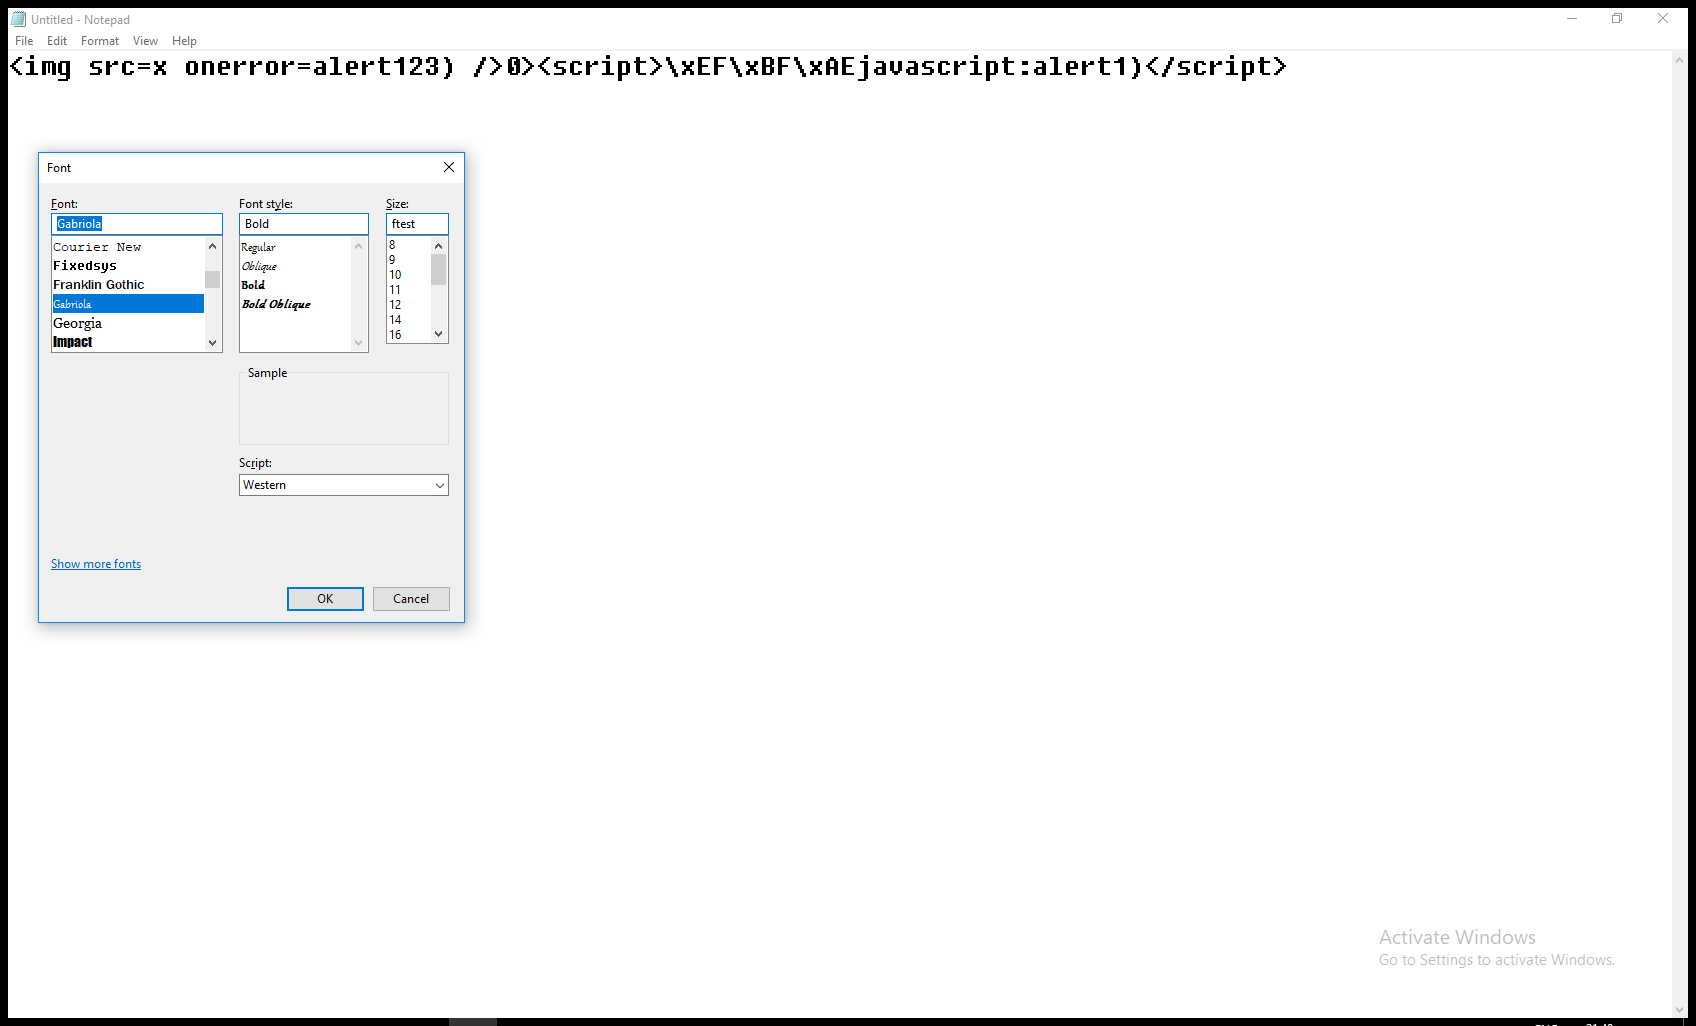 Untitled - Notepad
File Edit Format View Help
<img src=x onerror=alert123) />0><script>\xEF\xBF\xAEjavascript:alert1)</script>
Font
Font: Font style: Size:
Gabriola Bold ftest
Courier New
Fixedsys
Franklin Gothic
Gabriola
Georgia
Impact
Regular
Oblique
Bold
Bold Oblique
8
9
10
11
12
14
16
Sample
Script:
Western
Show more fonts
OK Cancel
Activate Windows
Go to Settings to activate Windows.